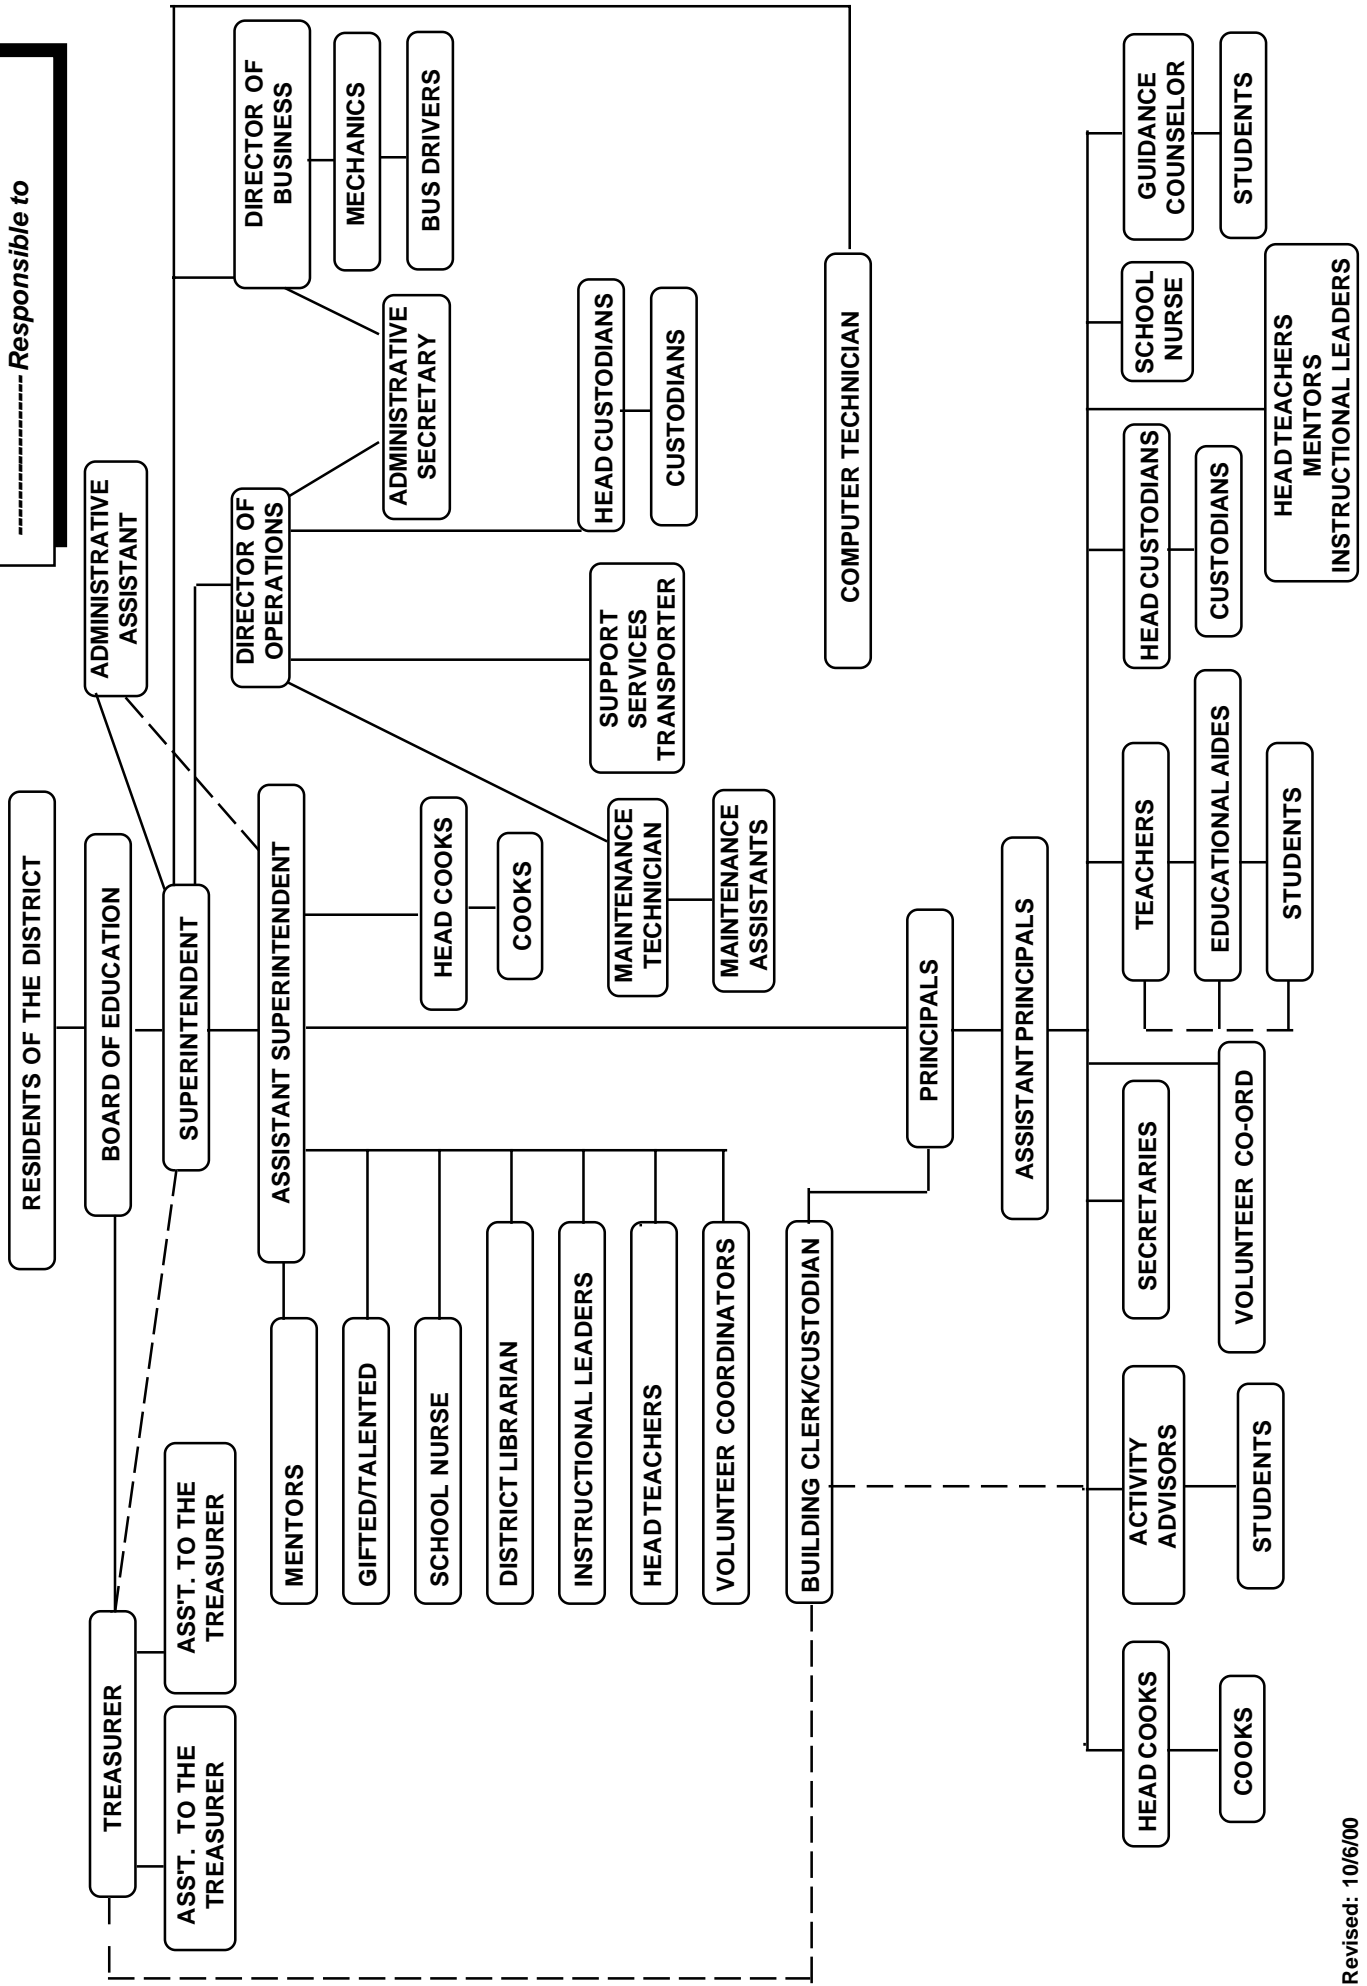 ---------------------- Responsible to
RESIDENTS OF THE DISTRICT
BOARD OF EDUCATION
ADMINISTRATIVE
ASSISTANT
TREASURER
SUPERINTENDENT
ASS'T. TO THE
TREASURER
ASS'T. TO THE
TREASURER
DIRECTOR OF
OPERATIONS
DIRECTOR OF
BUSINESS
ASSISTANT SUPERINTENDENT
MENTORS
MECHANICS
GIFTED/TALENTED
ADMINISTRATIVE
SECRETARY
BUS DRIVERS
SCHOOL NURSE
HEAD COOKS
DISTRICT LIBRARIAN
COOKS
INSTRUCTIONAL LEADERS
SUPPORT
SERVICES
TRANSPORTER
HEAD CUSTODIANS
HEAD TEACHERS
MAINTENANCE
TECHNICIAN
CUSTODIANS
VOLUNTEER COORDINATORS
MAINTENANCE
ASSISTANTS
BUILDING CLERK/CUSTODIAN
COMPUTER TECHNICIAN
PRINCIPALS
ASSISTANT PRINCIPALS
HEAD COOKS
ACTIVITY
ADVISORS
SECRETARIES
TEACHERS
HEAD CUSTODIANS
SCHOOL
NURSE
GUIDANCE
COUNSELOR
COOKS
STUDENTS
VOLUNTEER CO-ORD
EDUCATIONAL AIDES
CUSTODIANS
STUDENTS
STUDENTS
HEAD TEACHERS
MENTORS
INSTRUCTIONAL LEADERS
Revised: 10/6/00